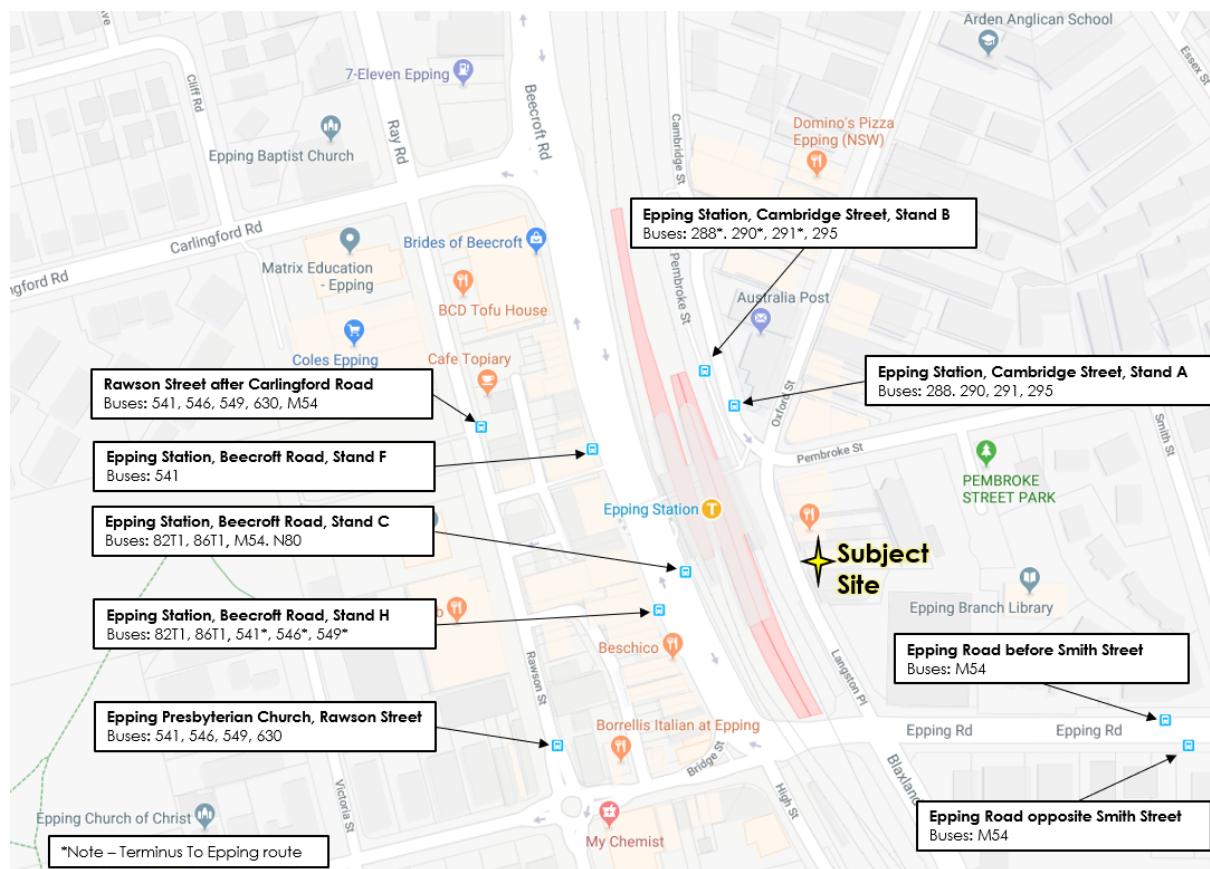 Arden Anglican School
Essex St
7-Eleven Epping
Cliff Rd
Ray Rd
Beecroft Rd
Cambridge St
Domino's Pizza
Epping (NSW)
Epping Baptist Church
Epping Station, Cambridge Street, Stand B
Buses: 288*. 290*, 291*, 295
Carlingford Rd
ngford Rd
Brides of Beecroft
Matrix Education
- Epping
Pembroke St
BCD Tofu House
Australia Post
Coles Epping
Cafe Topiary
Rawson Street after Carlingford Road
Buses: 541, 546, 549, 630, M54
Epping Station, Cambridge Street, Stand A
Buses: 288. 290, 291, 295
Oxford St
Smith St
Pembroke St
Epping Station, Beecroft Road, Stand F
Buses: 541
PEMBROKE
STREET PARK
Epping Station
T
Epping Station, Beecroft Road, Stand C
Buses: 82T1, 86T1, M54. N80
Subject
Site
Epping Station, Beecroft Road, Stand H
Buses: 82T1, 86T1, 541*, 546*, 549*
b
Epping Branch Library
Beschico
Rawson St
Langston Pl
Epping Road before Smith Street
Buses: M54
Epping Presbyterian Church, Rawson Street
Buses: 541, 546, 549, 630
Borrellis Italian at Epping
Epping Rd
Epping Rd
Bridge St
Blaxland
High St
Victoria St
Epping Church of Christ
Epping Road opposite Smith Street
Buses: M54
My Chemist
*Note – Terminus To Epping route